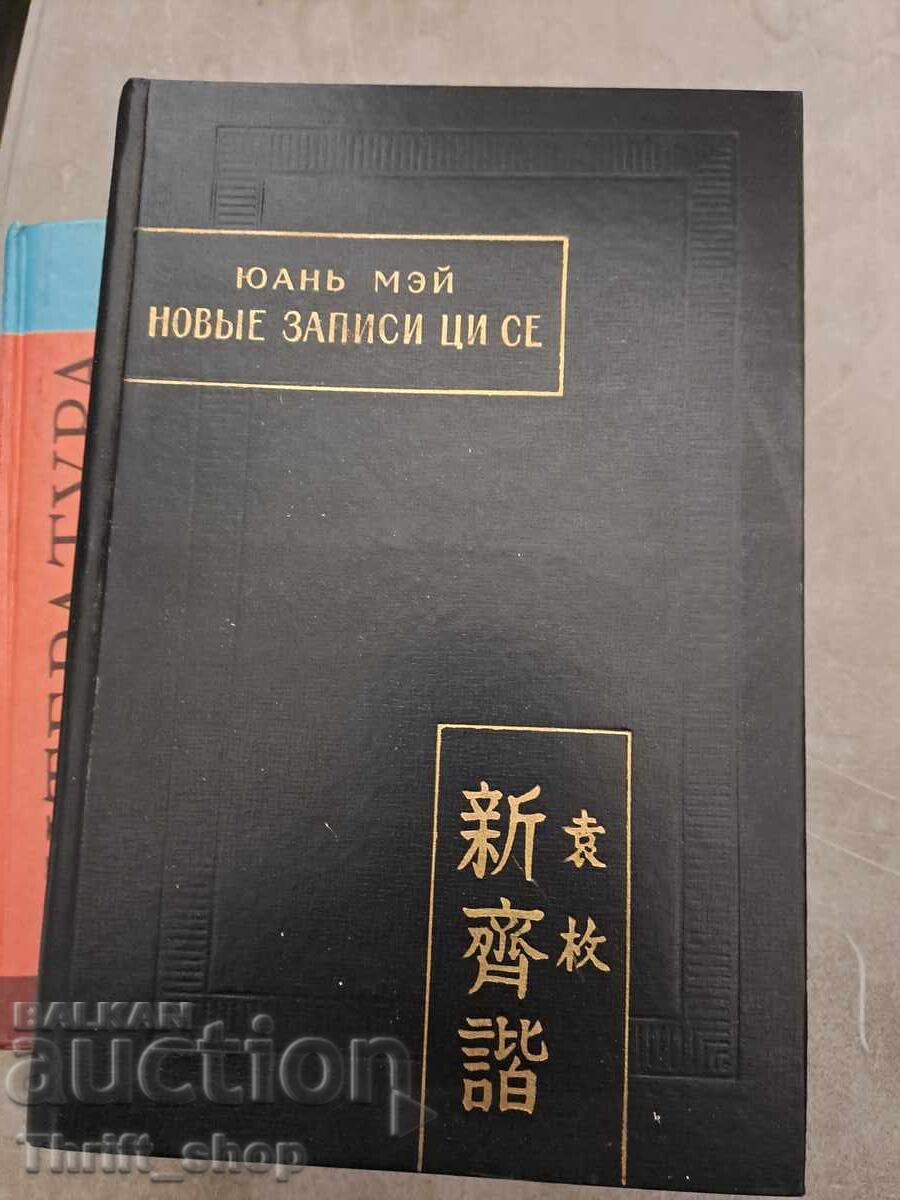 ЮАНЬ МЭЙ
НОВЫЕ ЗАПИСИ ЦИ СЕ
袁枚
新齊諧
BALKAN
auction
Thrift_shop